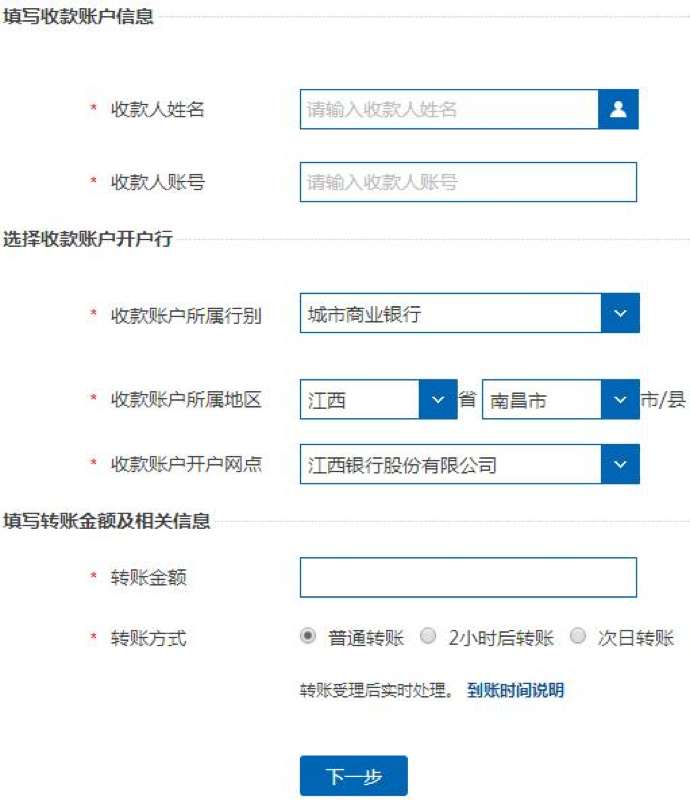 填写收款账户信息
* 收款人姓名 请输入收款人姓名
* 收款人账号 请输入收款人账号
选择收款账户开户行
* 收款账户所属行别 城市商业银行
* 收款账户所属地区 江西 省 南昌市 市/县
* 收款账户开户网点 江西银行股份有限公司
填写转账金额及相关信息
* 转账金额
* 转账方式 普通转账 2小时后转账 次日转账
转账受理后实时处理。 到账时间说明
下一步